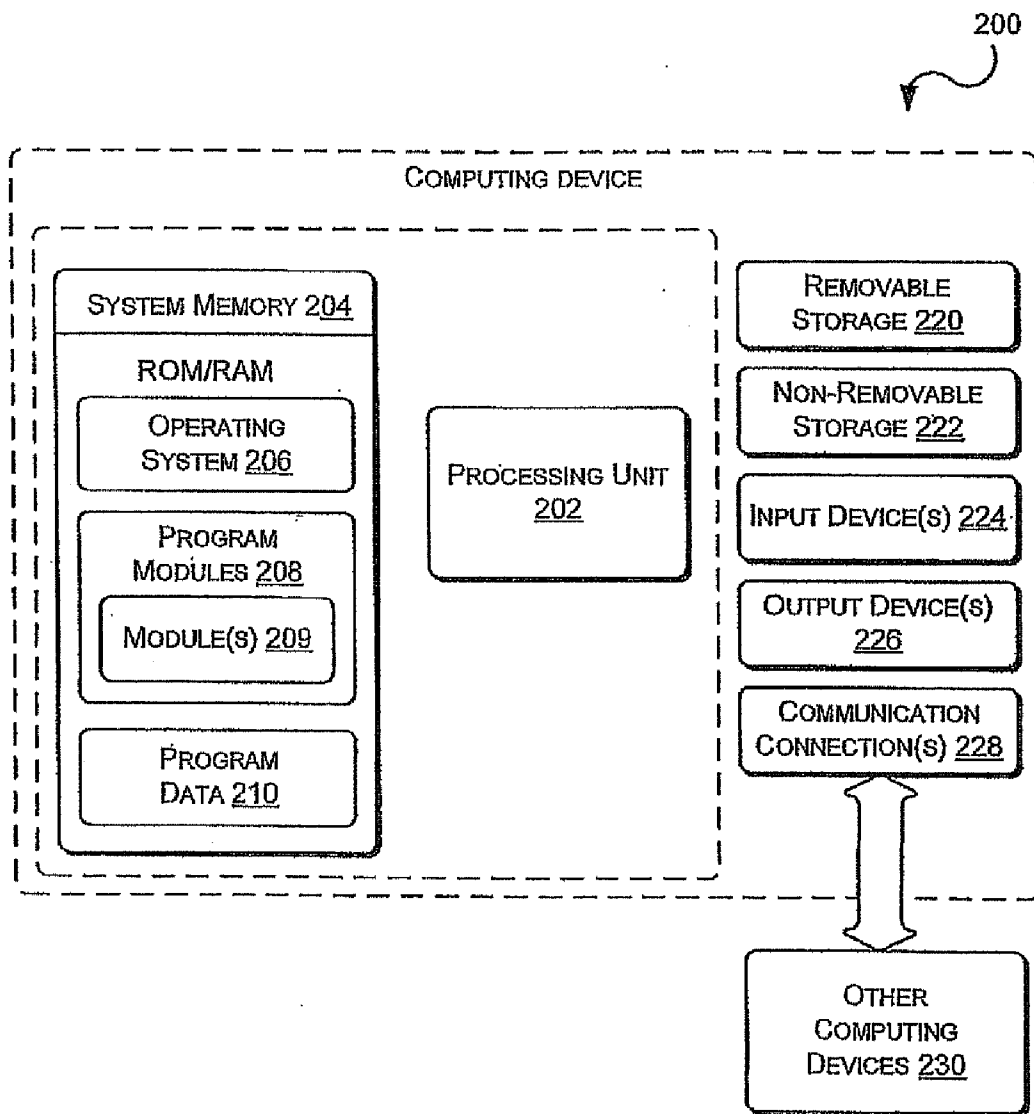 200
COMPUTING DEVICE
SYSTEM MEMORY 204
ROM/RAM
OPERATING
SYSTEM 206
PROGRAM
MODULES 208
MODULE(S) 209
PROGRAM
DATA 210
PROCESSING UNIT
202
REMOVABLE
STORAGE 220
NON-REMOVABLE
STORAGE 222
INPUT DEVICE(S) 224
OUTPUT DEVICE(S)
226
COMMUNICATION
CONNECTION(S) 228
OTHER
COMPUTING
DEVICES 230